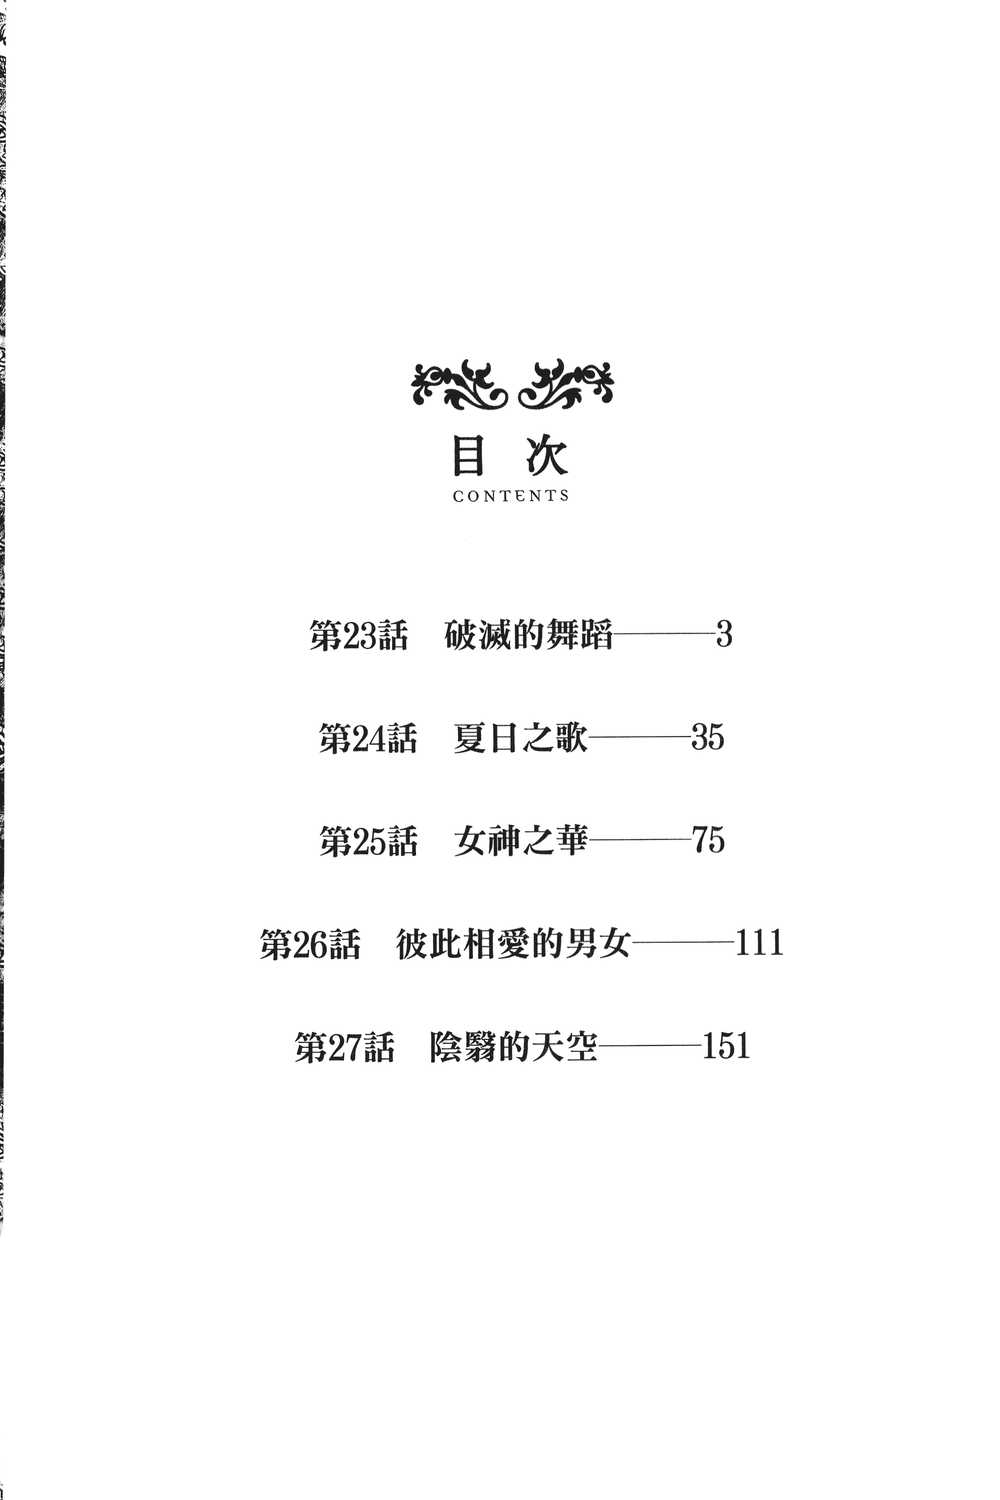 目次
CONTENTS
第23話　破滅的舞蹈———3
第24話　夏日之歌———35
第25話　女神之華———75
第26話　彼此相愛的男女———111
第27話　陰翳的天空———151